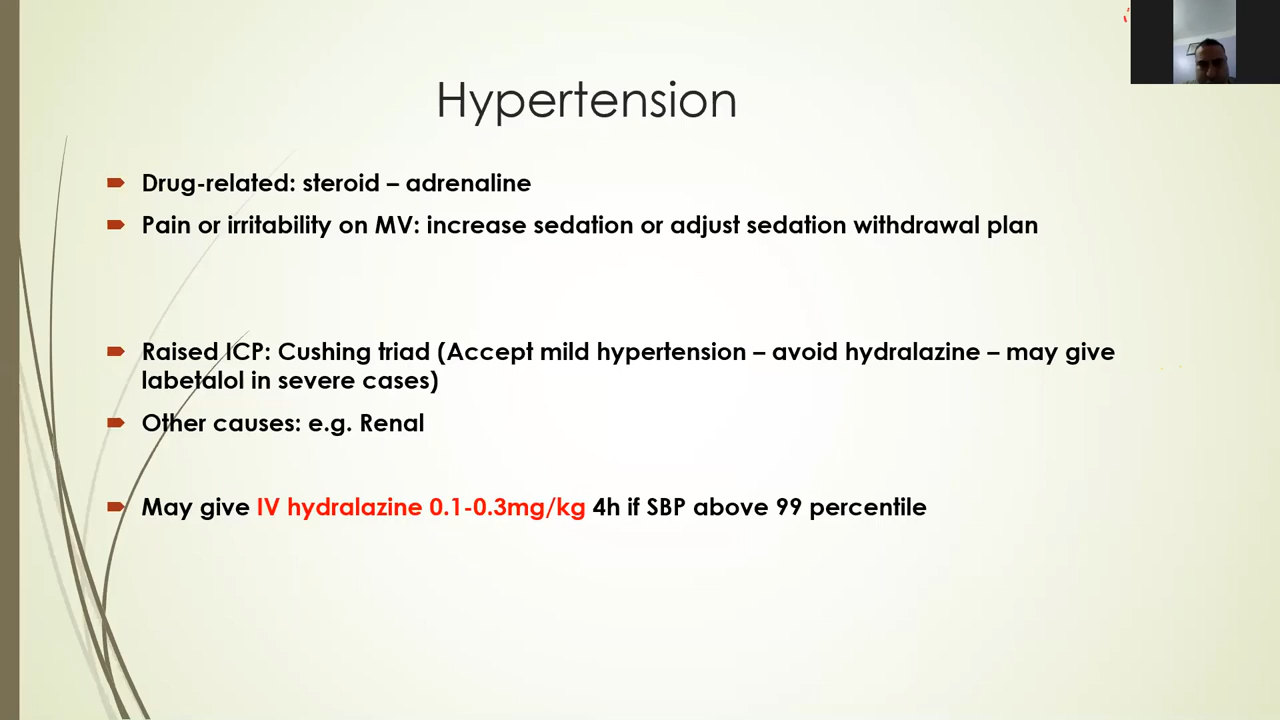 Hypertension
Drug-related: steroid – adrenaline
Pain or irritability on MV: increase sedation or adjust sedation withdrawal plan
Raised ICP: Cushing triad (Accept mild hypertension – avoid hydralazine – may give
labetalol in severe cases)
Other causes: e.g. Renal
May give IV hydralazine 0.1-0.3mg/kg 4h if SBP above 99 percentile